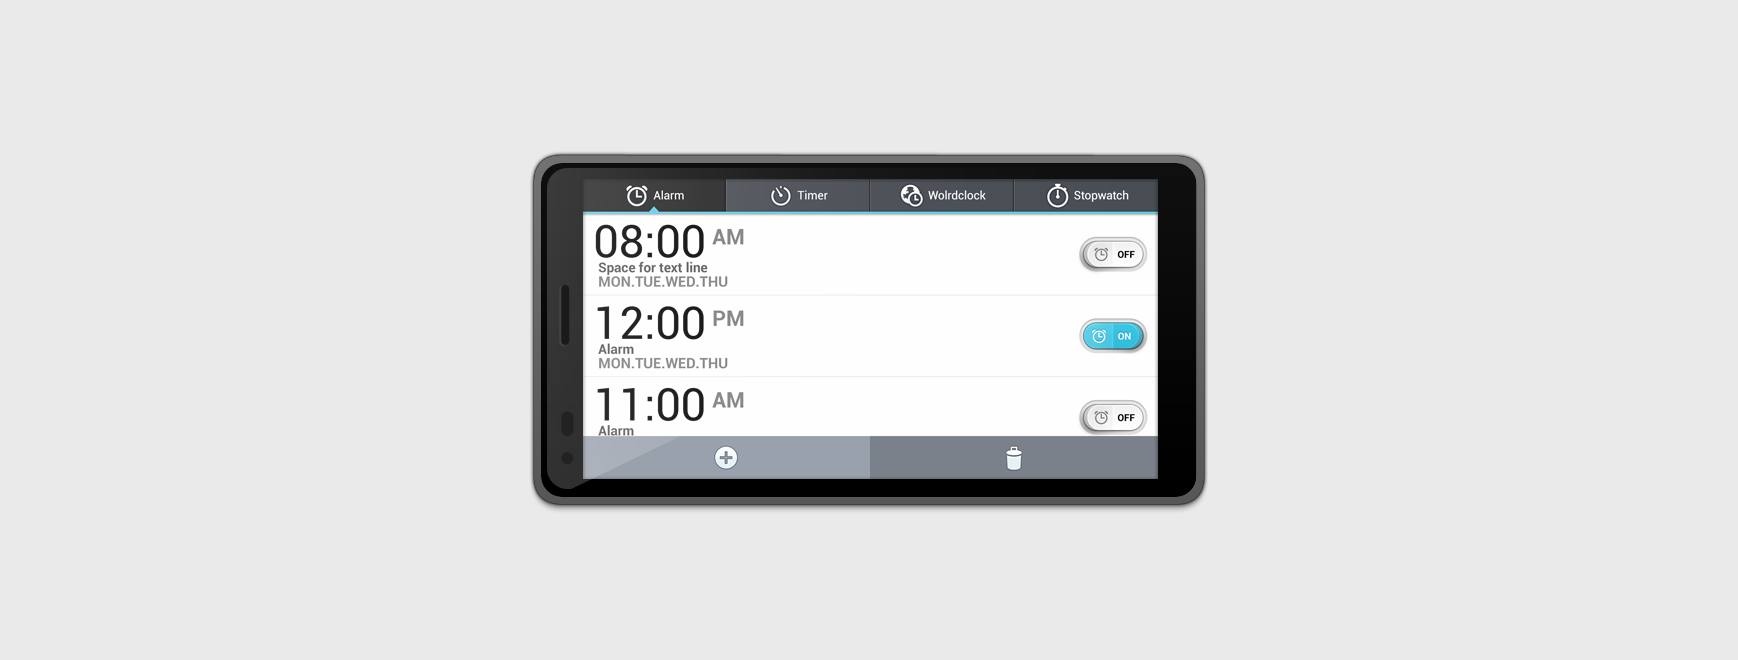 Alarm Timer Wolrdclock Stopwatch
08:00 AM
OFF
Space for text line
MON.TUE.WED.THU
12:00 PM
ON
Alarm
MON.TUE.WED.THU
11:00 AM
OFF
Alarm